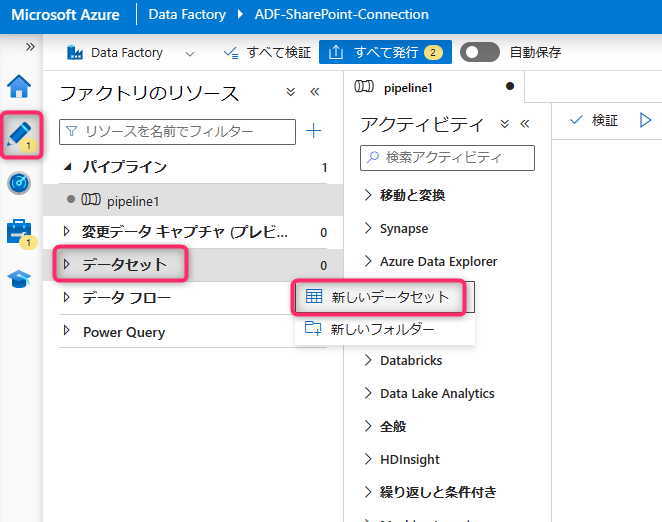 Microsoft Azure Data Factory ADF-SharePoint-Connection
Data Factory すべて検証 すべて発行 2 自動保存
ファクトリのリソース
リソースを名前でフィルター
パイプライン 1
pipeline1
変更データ キャプチャ (プレビ... 0
データセット 0
データ フロー
Power Query
新しいデータセット
新しいフォルダー
1
1
pipeline1
アクティビティ
検索アクティビティ
移動と変換
Synapse
Azure Data Explorer
Databricks
Data Lake Analytics
全般
HDInsight
繰り返しと条件付き
検証